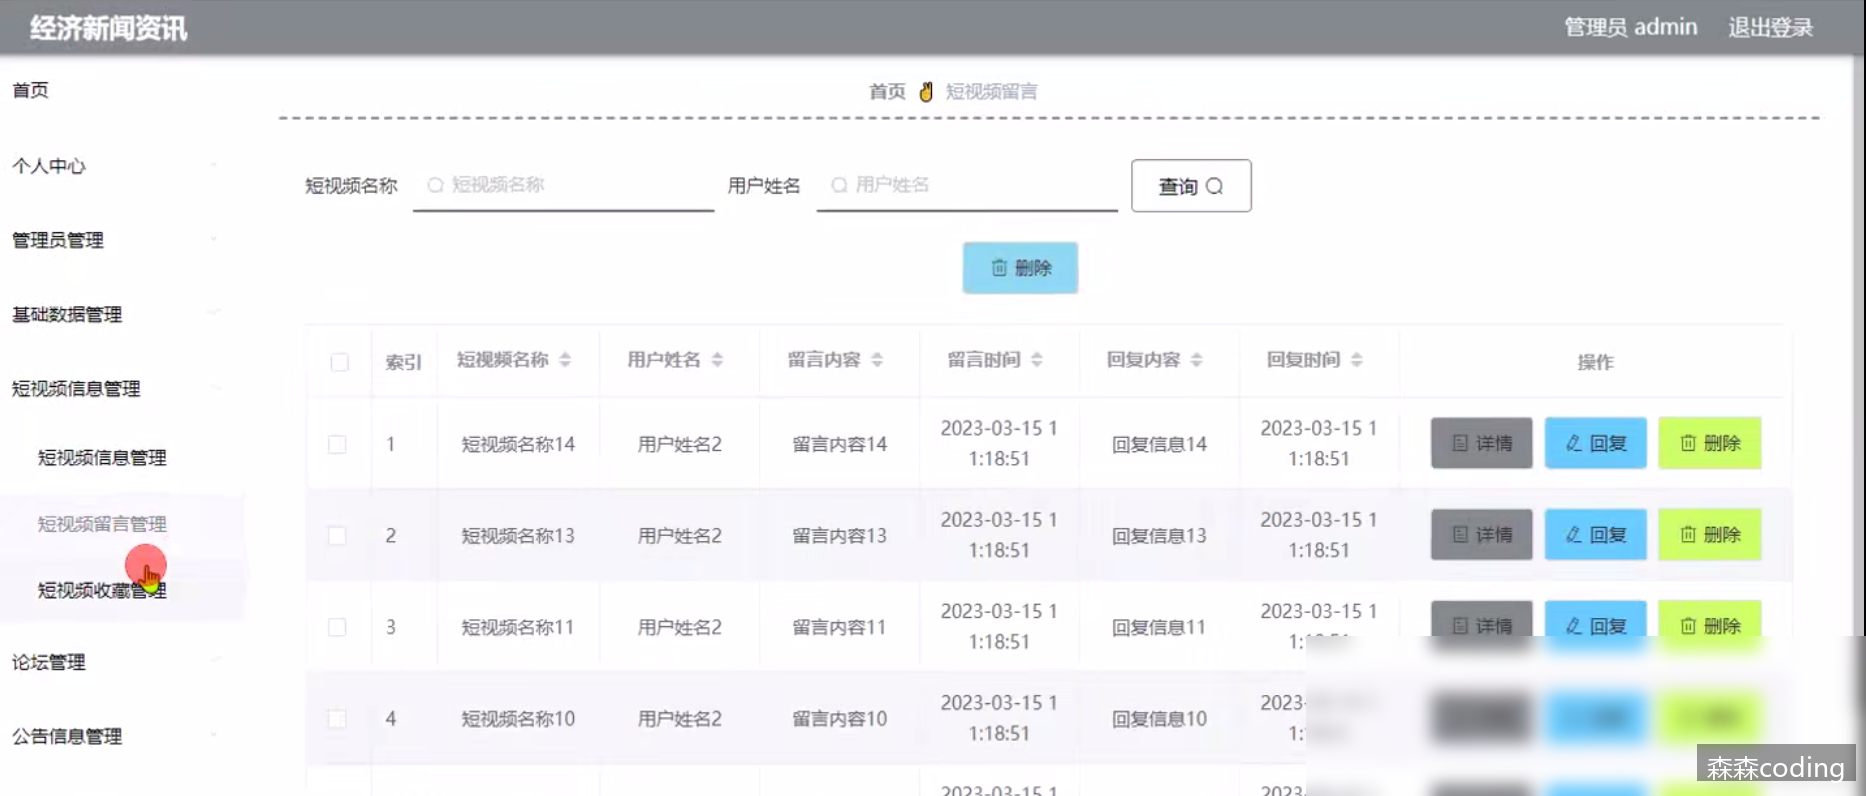 经济新闻资讯
管理员 admin 退出登录
首页
个人中心
管理员管理
基础数据管理
短视频信息管理
短视频信息管理
短视频留言管理
短视频收藏管理
论坛管理
公告信息管理
首页 短视频留言
短视频名称 短视频名称 用户姓名 用户姓名 查询
删除
索引 短视频名称 用户姓名 留言内容 留言时间 回复内容 回复时间 操作
1 短视频名称14 用户姓名2 留言内容14 2023-03-15 1 回复信息14 2023-03-15 1 详情 回复 删除
1:18:51 1:18:51
2 短视频名称13 用户姓名2 留言内容13 2023-03-15 1 回复信息13 2023-03-15 1 详情 回复 删除
1:18:51 1:18:51
3 短视频名称11 用户姓名2 留言内容11 2023-03-15 1 回复信息11 2023-03-15 1 详情 回复 删除
1:18:51
4 短视频名称10 用户姓名2 留言内容10 2023-03-15 1 回复信息10 2023-
1:18:51
2023-03-15 1 2023-
森森coding